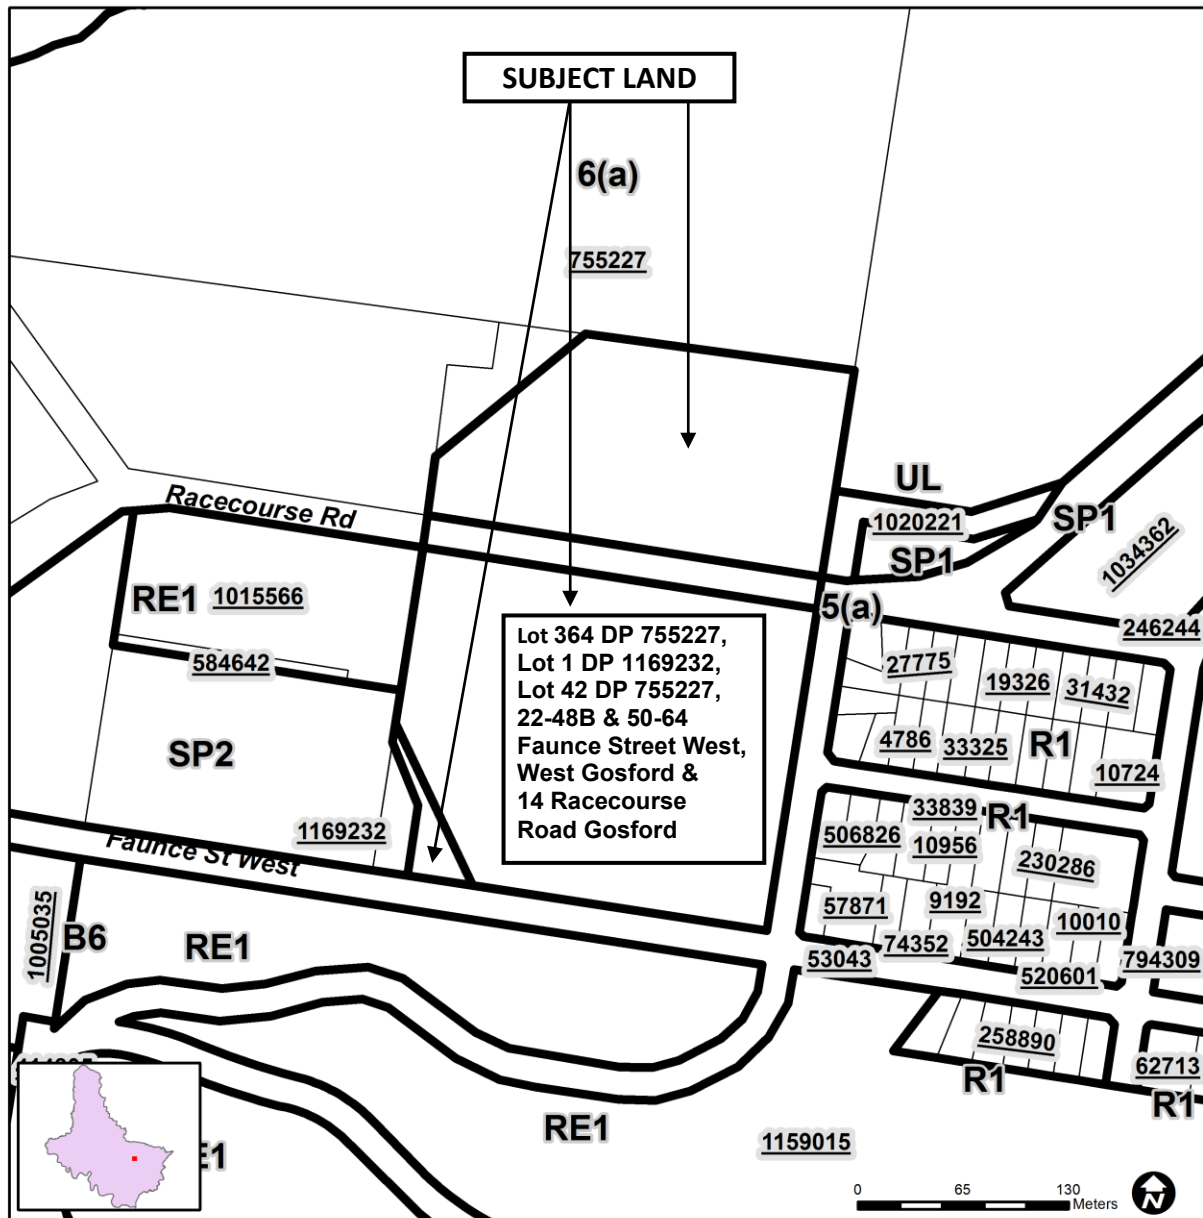 SUBJECT LAND
6(a)
755227
Racecourse Rd
UL
1020221
SP1
SP1
1034362
RE1 1015566
5(a)
246244
584642
Lot 364 DP 755227,
Lot 1 DP 1169232,
Lot 42 DP 755227,
22-48B & 50-64
Faunce Street West,
West Gosford &
14 Racecourse
Road Gosford
27775
19326
31432
SP2
4786
33325
R1
10724
1169232
Faunce St West
33839
R1
506826
10956
230286
1005035
B6
RE1
57871
9192
10010
74352
504243
53043
520601
794309
258890
62713
R1
R1
RE1
1159015
0 65 130
Meters
N